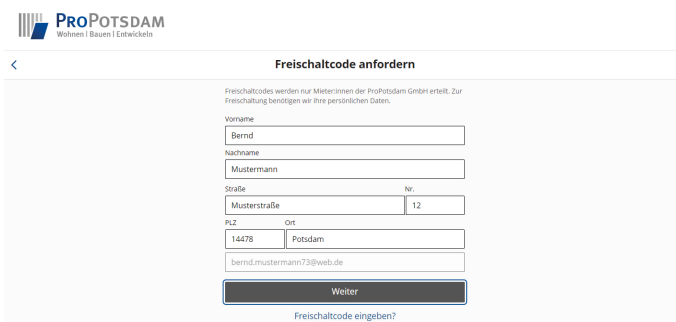 PROPOTSDAM
Wohnen | Bauen | Entwickeln
Freischaltcode anfordern
Freischaltcodes werden nur Mieter:innen der ProPotsdam GmbH erteilt. Zur
Freischaltung benötigen wir Ihre persönlichen Daten.
Vorname
Bernd
Nachname
Mustermann
Straße Nr.
Musterstraße 12
PLZ Ort
14478 Potsdam
bernd.mustermann73@web.de
Weiter
Freischaltcode eingeben?